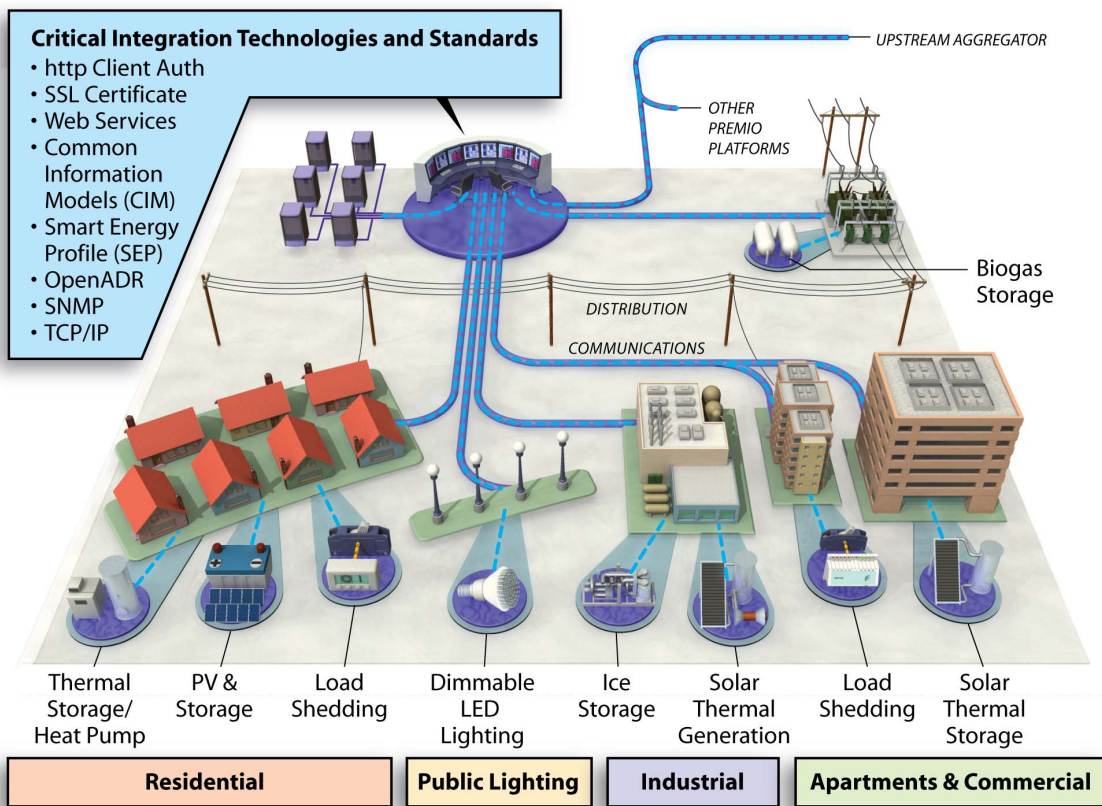 Critical Integration Technologies and Standards
• http Client Auth
• SSL Certificate
• Web Services
• Common
Information
Models (CIM)
• Smart Energy
Profile (SEP)
• OpenADR
• SNMP
• TCP/IP
UPSTREAM AGGREGATOR
OTHER
PREMIO
PLATFORMS
Biogas
Storage
DISTRIBUTION
COMMUNICATIONS
Thermal
Storage/
Heat Pump
PV &
Storage
Load
Shedding
Dimmable
LED
Lighting
Ice
Storage
Solar
Thermal
Generation
Load
Shedding
Solar
Thermal
Storage
Residential
Public Lighting
Industrial
Apartments & Commercial